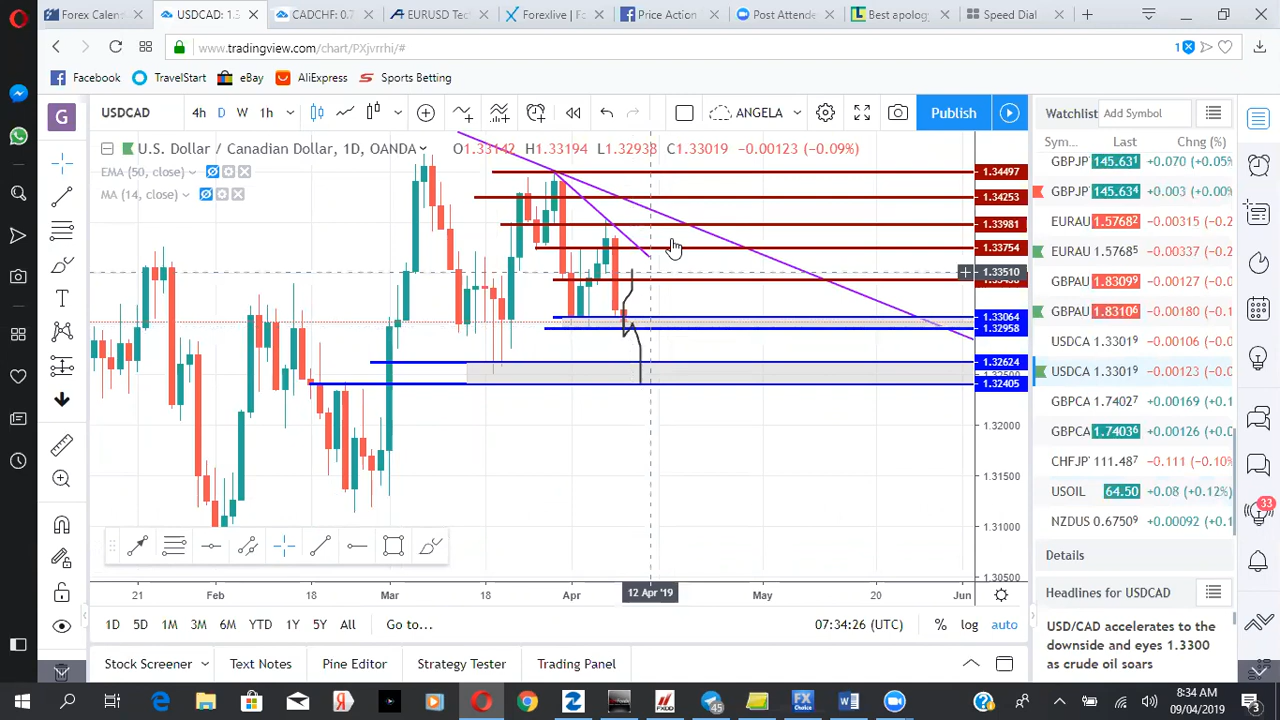 Forex Calen
USDCAD: 1.3
CADCHF: 0.7
EURUSD Tec
Forexlive | Fo
Price Action
Post Attende
Best apology
Speed Dial
www.tradingview.com/chart/PXjvrrhi/#
1
Facebook
TravelStart
eBay
AliExpress
Sports Betting
G
USDCAD
4h
D
W
1h
ANGELA
Publish
Watchlist
Add Symbol
U.S. Dollar / Canadian Dollar, 1D, OANDA
O1.33142 H1.33194 L1.32938 C1.33019 −0.00123 (−0.09%)
EMA (50, close)
MA (14, close)
Sym...
Last
Chg (%)
GBPJP 145.631 +0.070 (+0.05%
GBPJP 145.634 +0.003 (+0.00%
EURAU 1.5768² −0.00315 (−0.2
EURAU 1.5768⁵ −0.00337 (−0.2
GBPAU 1.8310⁹ −0.00177 (−0.1
GBPAU 1.8310⁶ −0.00180 (−0.1
USDCA 1.3301⁹ −0.00106 (−0.0
USDCA 1.3301⁹ −0.00123 (−0.0
GBPCA 1.7402⁷ +0.00169 (+0.1
GBPCA 1.7403⁶ +0.00126 (+0.1
CHFJP 111.48⁷ −0.111 (−0.10%
USOIL 64.50 +0.08 (+0.12%)
NZDUS 0.6750⁹ +0.00092 (+0.1
1.34497
1.34253
1.33981
1.33754
1.33510
1.33064
1.32958
1.32624
1.32405
1.32000
1.31500
1.31000
1.30500
21
Feb
18
Mar
18
Apr
12 Apr '19
May
20
Jun
1D
5D
1M
3M
6M
YTD
1Y
5Y
All
Go to...
07:34:26 (UTC)
%
log
auto
Details
Headlines for USDCAD
USD/CAD accelerates to the
downside and eyes 1.3300
as crude oil soars
33
Stock Screener
Text Notes
Pine Editor
Strategy Tester
Trading Panel
45
8:34 AM
09/04/2019
3